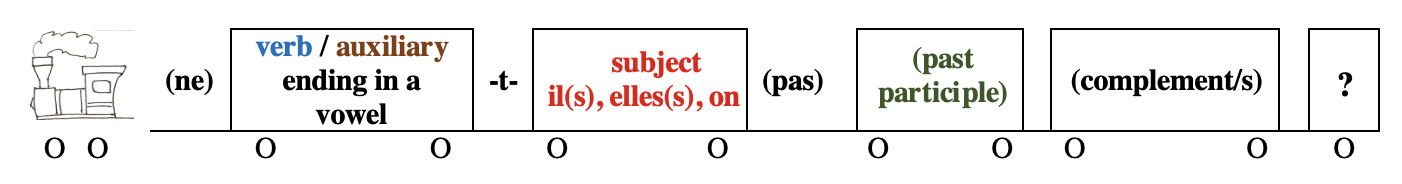 (ne)
verb / auxiliary
ending in a
vowel
-t-
subject
il(s), elles(s), on
(pas)
(past
participle)
(complement/s)
?
O O O O O O O O O O O